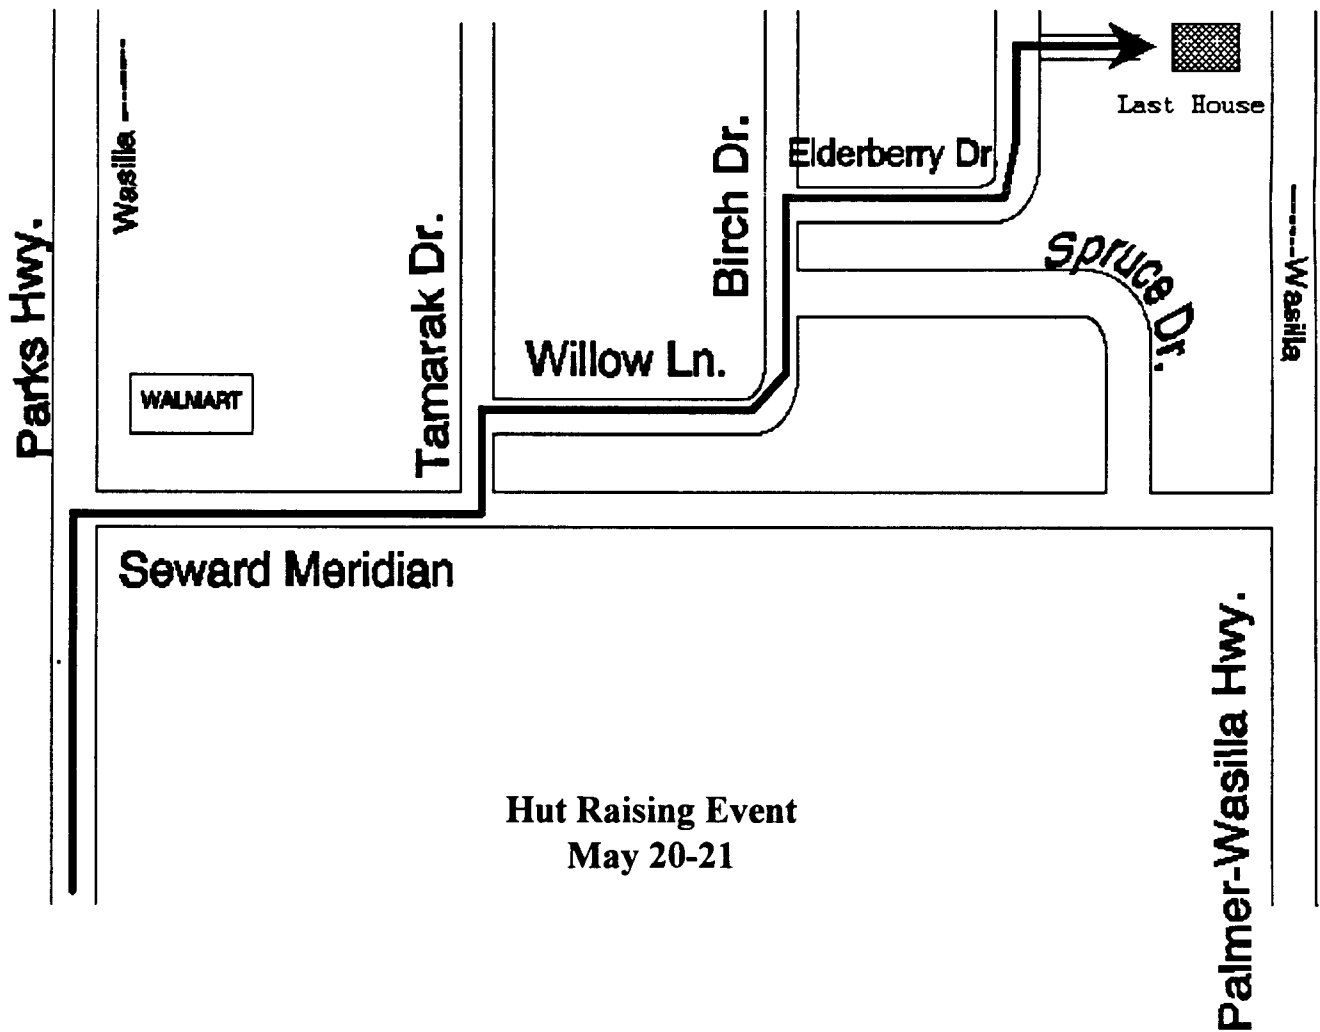 Last House
Wasilla ------
Elderberry Dr.
Birch Dr.
Parks Hwy.
Tamarak Dr.
Spruce Dr.
------Wasilla
Willow Ln.
WALMART
Seward Meridian
Palmer-Wasilla Hwy.
Hut Raising Event
May 20-21